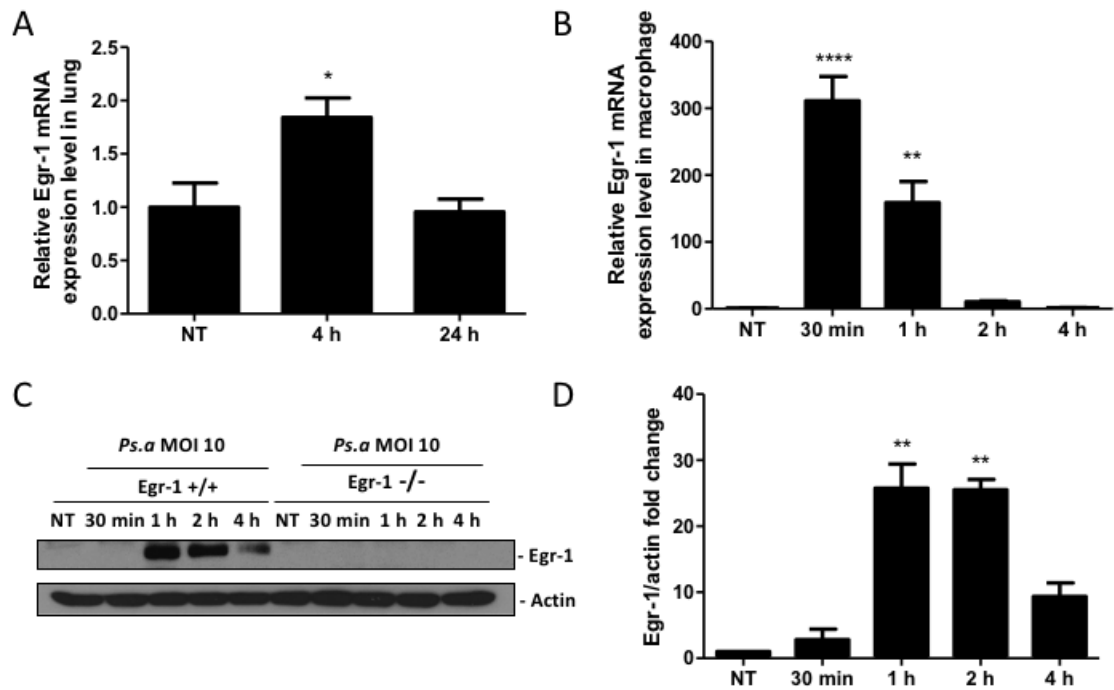 A
Relative Egr-1 mRNA
expression level in lung
2.5
2.0
1.5
1.0
0.5
0.0
*
NT 4 h 24 h
B
Relative Egr-1 mRNA
expression level in macrophage
400
300
200
100
0
****
**
NT 30 min 1 h 2 h 4 h
C
Ps.a MOI 10 Ps.a MOI 10
Egr-1 +/+ Egr-1 -/-
NT 30 min 1 h 2 h 4 h NT 30 min 1 h 2 h 4 h
- Egr-1
- Actin
D
Egr-1/actin fold change
40
30
20
10
0
** **
NT 30 min 1 h 2 h 4 h